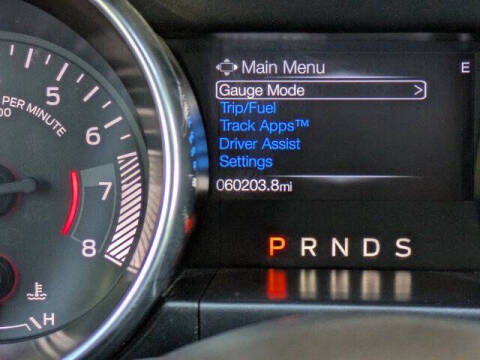 Main Menu
E
Gauge Mode >
Trip/Fuel
Track Apps™
Driver Assist
Settings
060203.8mi
P R N D S
PER MINUTE
00
5
6
7
8
H